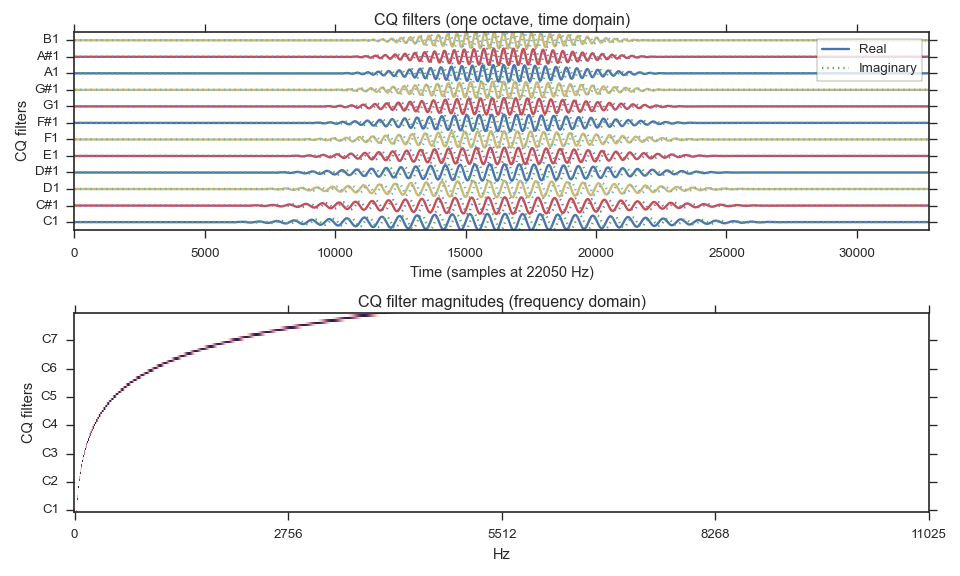 CQ filters (one octave, time domain)
CQ filters
B1
A#1
A1
G#1
G1
F#1
F1
E1
D#1
D1
C#1
C1
Real
Imaginary
0 5000 10000 15000 20000 25000 30000
Time (samples at 22050 Hz)
CQ filter magnitudes (frequency domain)
CQ filters
C7
C6
C5
C4
C3
C2
C1
0 2756 5512 8268 11025
Hz